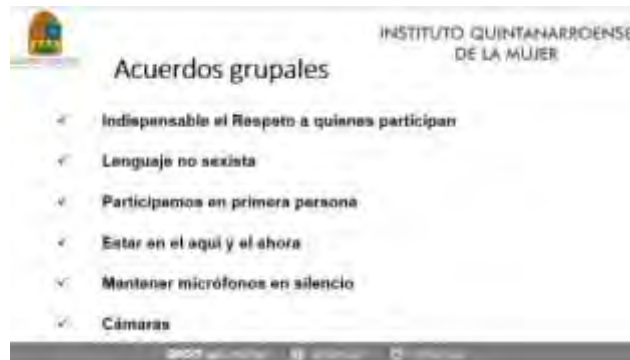 INSTITUTO QUINTANARROENSE
DE LA MUJER
Acuerdos grupales
✓ Indispensable el Respeto a quienes participan
✓ Lenguaje no sexista
✓ Participamos en primera persona
✓ Estar en el aquí y el ahora
✓ Mantener micrófonos en silencio
✓ Cámaras